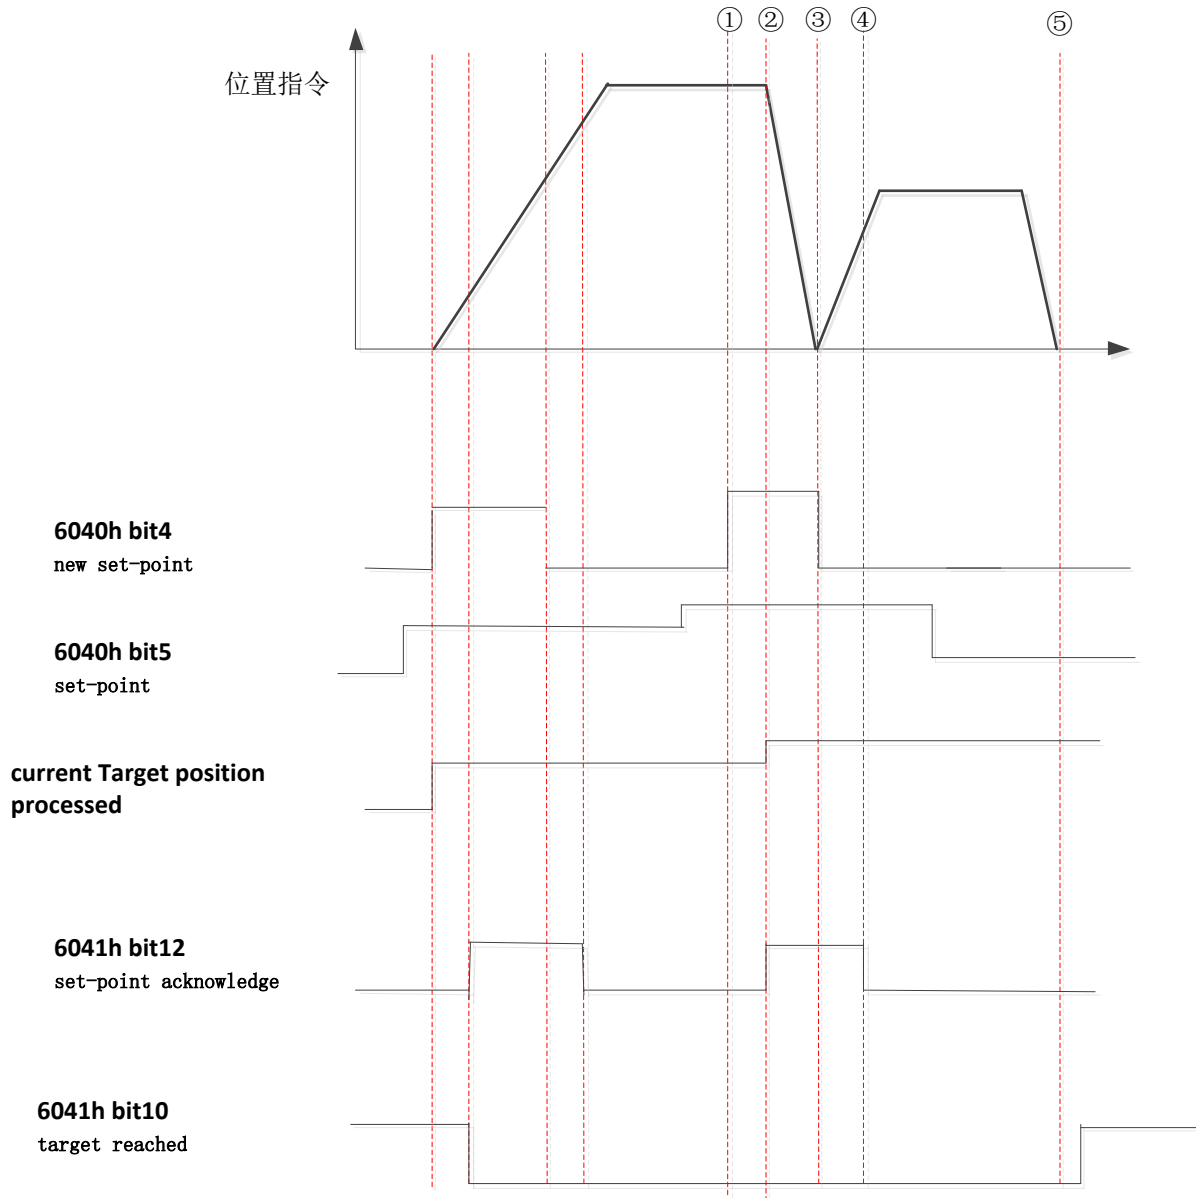 ① ② ③ ④ ⑤
位置指令
6040h bit4
new set-point
6040h bit5
set-point
current Target position
processed
6041h bit12
set-point acknowledge
6041h bit10
target reached